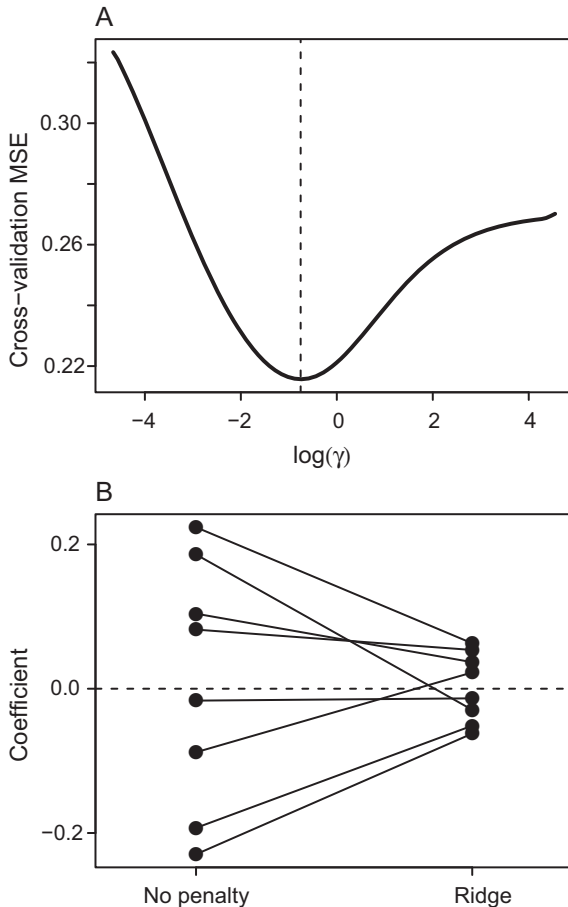 A
0.30
0.26
0.22
Cross−validation MSE
−4 −2 0 2 4
log(γ)
B
0.2
0.0
−0.2
Coefficient
No penalty Ridge